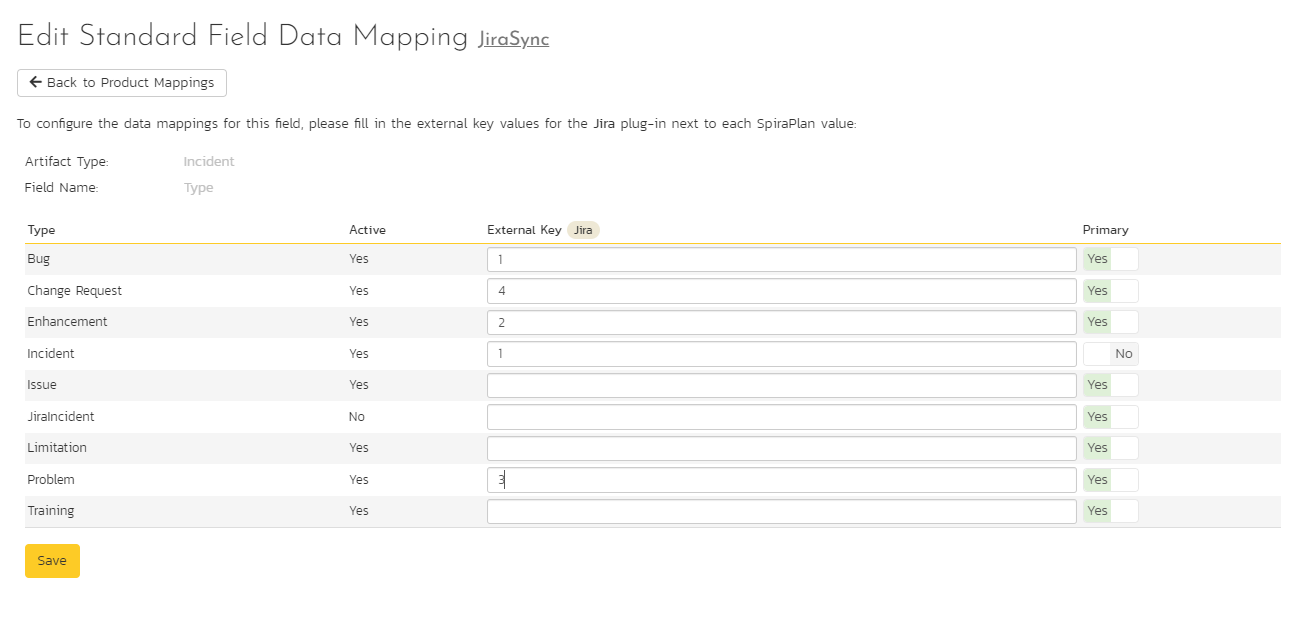 Edit Standard Field Data Mapping JiraSync
Back to Product Mappings
To configure the data mappings for this field, please fill in the external key values for the Jira plug-in next to each SpiraPlan value:
Artifact Type: Incident
Field Name: Type
Type Active External Key Jira Primary
Bug Yes 1 Yes
Change Request Yes 4 Yes
Enhancement Yes 2 Yes
Incident Yes 1 No
Issue Yes Yes
JiraIncident No Yes
Limitation Yes Yes
Problem Yes 3 Yes
Training Yes Yes
Save